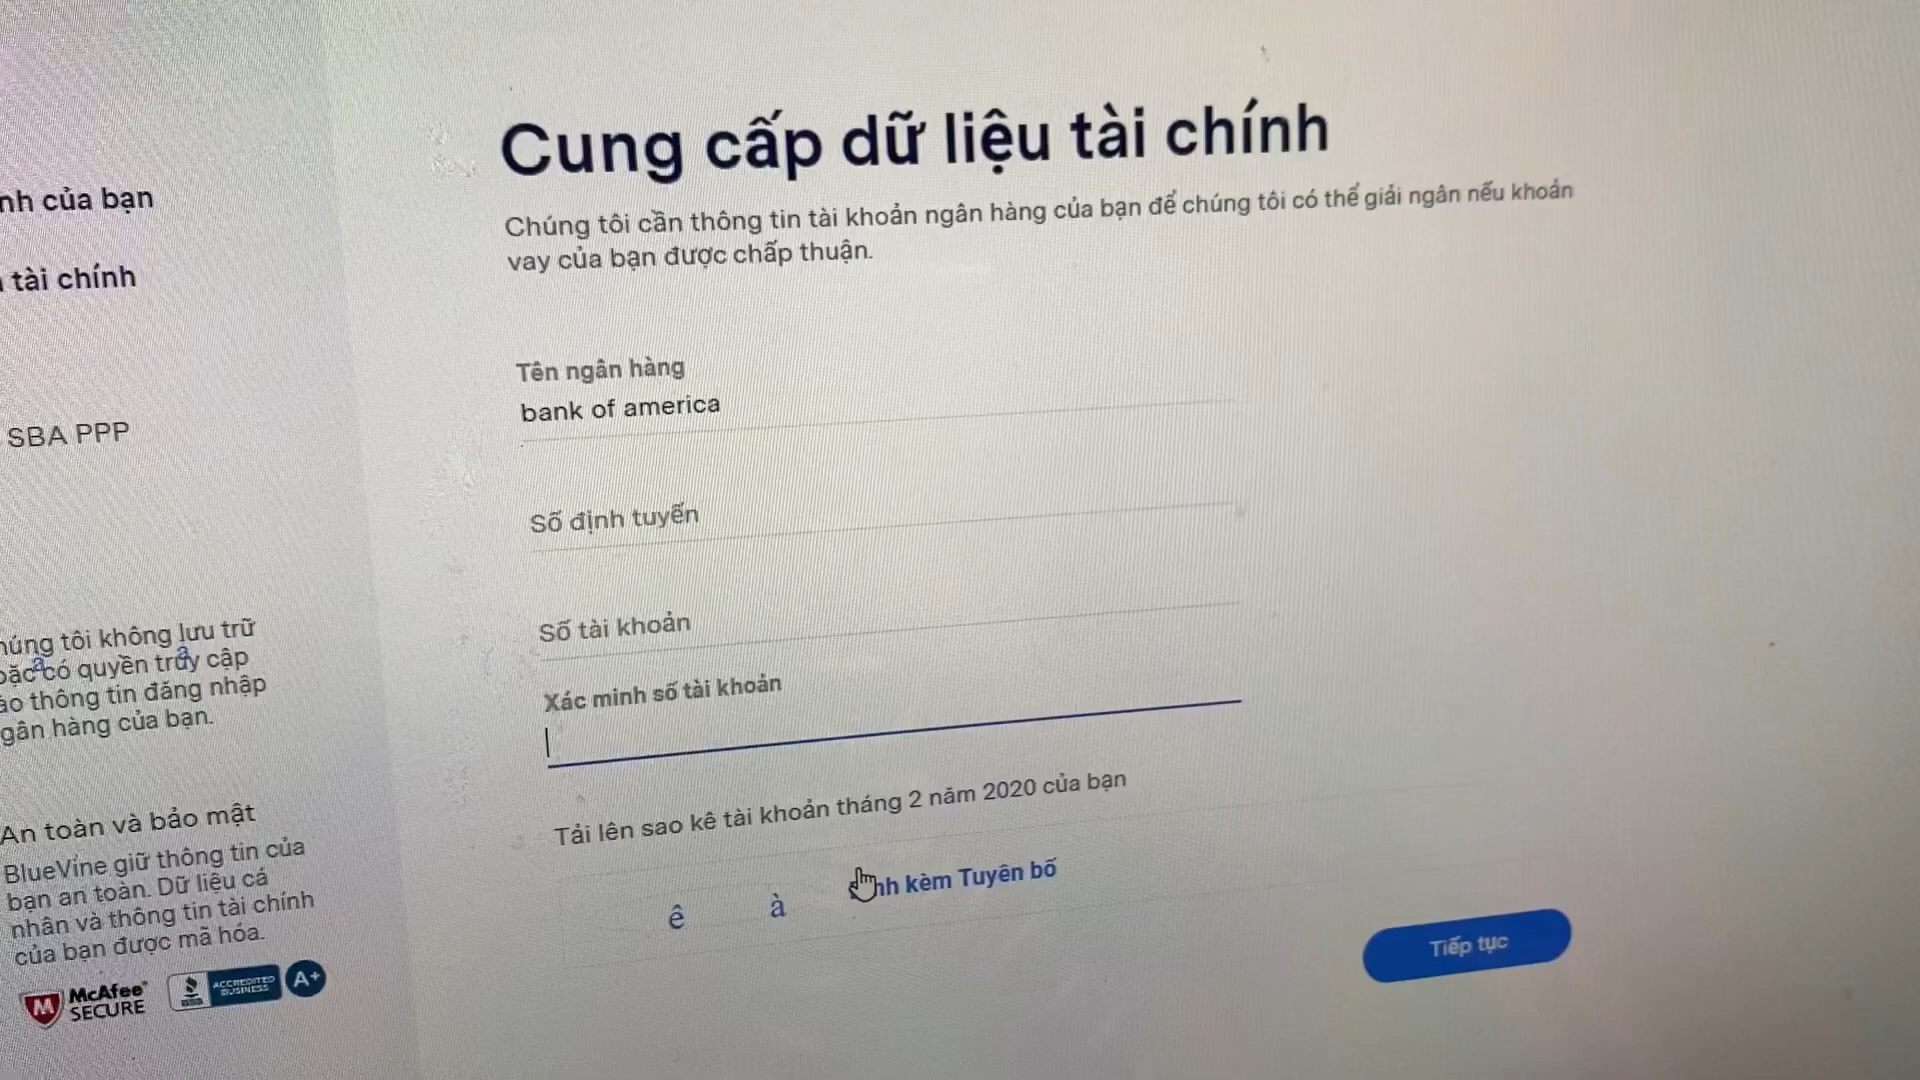 Cung cấp dữ liệu tài chính
Chúng tôi cần thông tin tài khoản ngân hàng của bạn để chúng tôi có thể giải ngân nếu khoản
vay của bạn được chấp thuận.
của bạn
tài chính
SBA PPP
Tên ngân hàng
bank of america
Số định tuyến
Số tài khoản
Xác minh số tài khoản
Tải lên sao kê tài khoản tháng 2 năm 2020 của bạn
ê à kèm Tuyên bố
Tiếp tục
tôi không lưu trữ
có quyền truy cập
thông tin đăng nhập
hàng của bạn.
An toàn và bảo mật
BlueVine giữ thông tin của
bạn an toàn. Dữ liệu cá
nhân và thông tin tài chính
của bạn được mã hóa.
McAfee
SECURE
BBB
ACCREDITED
BUSINESS
A+